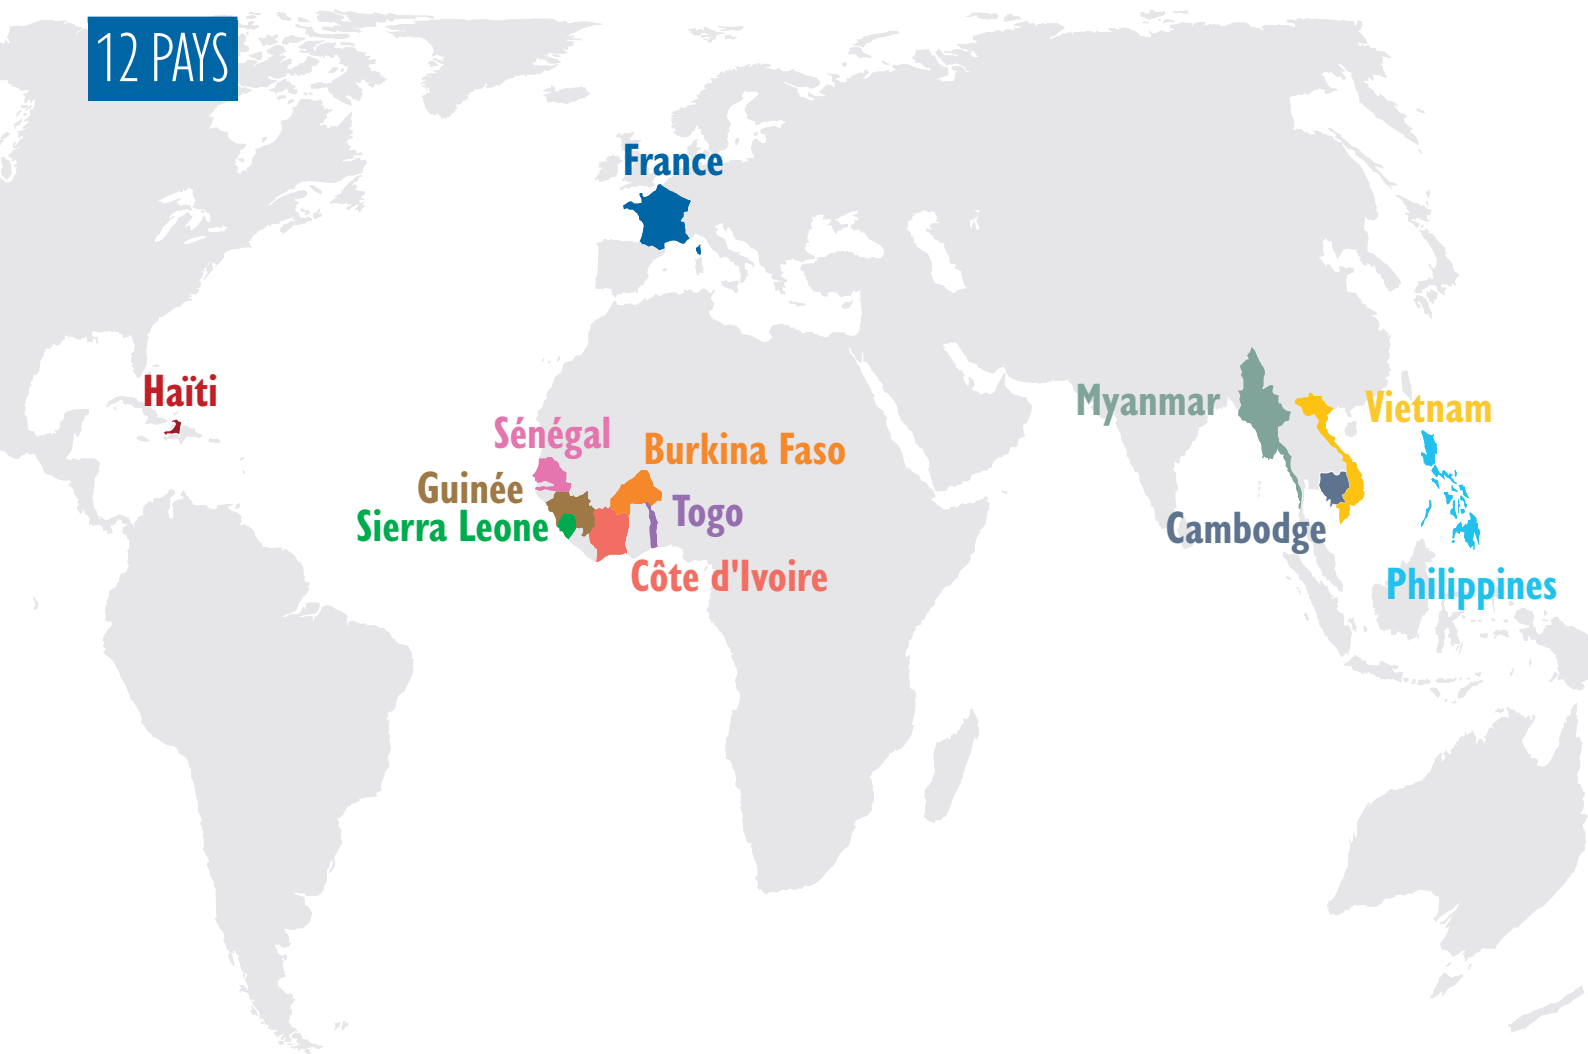 12 PAYS
France
Haïti
Sénégal
Burkina Faso
Guinée
Sierra Leone
Togo
Côte d'Ivoire
Myanmar
Vietnam
Cambodge
Philippines